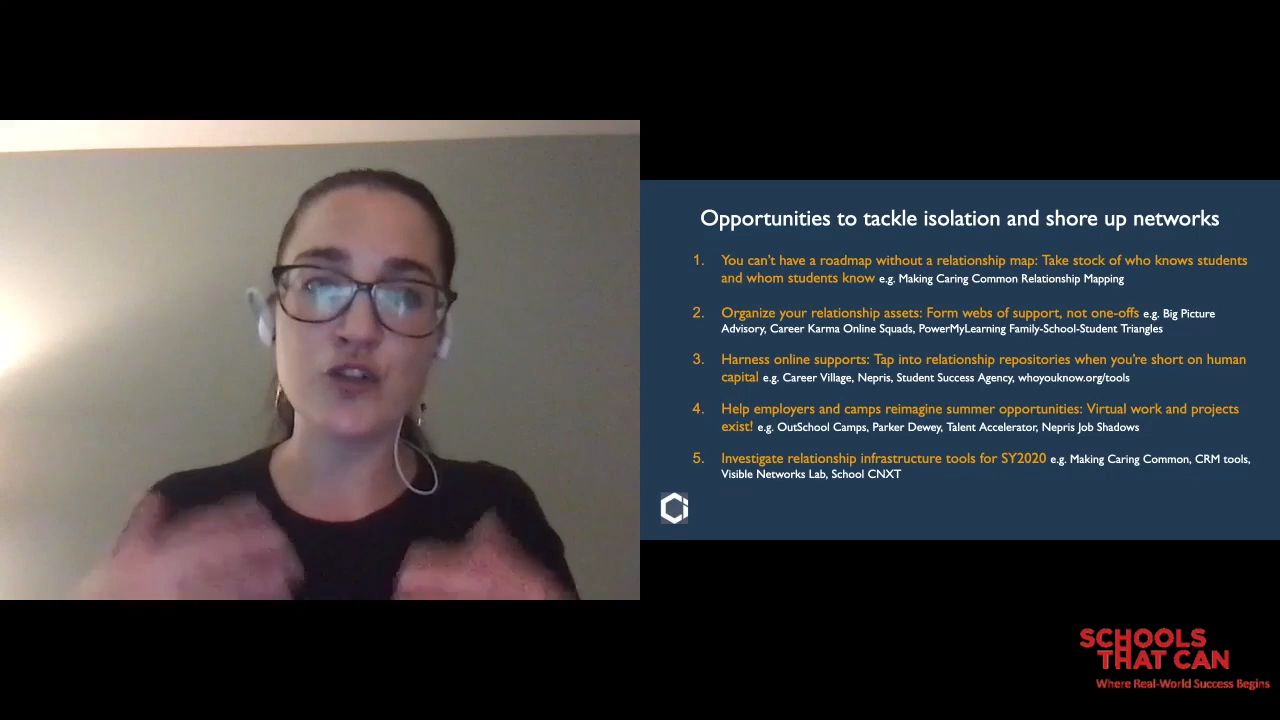 Opportunities to tackle isolation and shore up networks
1. You can't have a roadmap without a relationship map: Take stock of who knows students
and whom students know e.g. Making Caring Common Relationship Mapping
2. Organize your relationship assets: Form webs of support, not one-offs e.g. Big Picture
Advisory, Career Karma Online Squads, PowerMyLearning Family-School-Student Triangles
3. Harness online supports: Tap into relationship repositories when you're short on human
capital e.g. Career Village, Nepris, Student Success Agency, whoyouknow.org/tools
4. Help employers and camps reimagine summer opportunities: Virtual work and projects
exist! e.g. OutSchool Camps, Parker Dewey, Talent Accelerator, Nepris Job Shadows
5. Investigate relationship infrastructure tools for SY2020 e.g. Making Caring Common, CRM tools,
Visible Networks Lab, School CNXT
SCHOOLS
THAT CAN
Where Real-World Success Begins